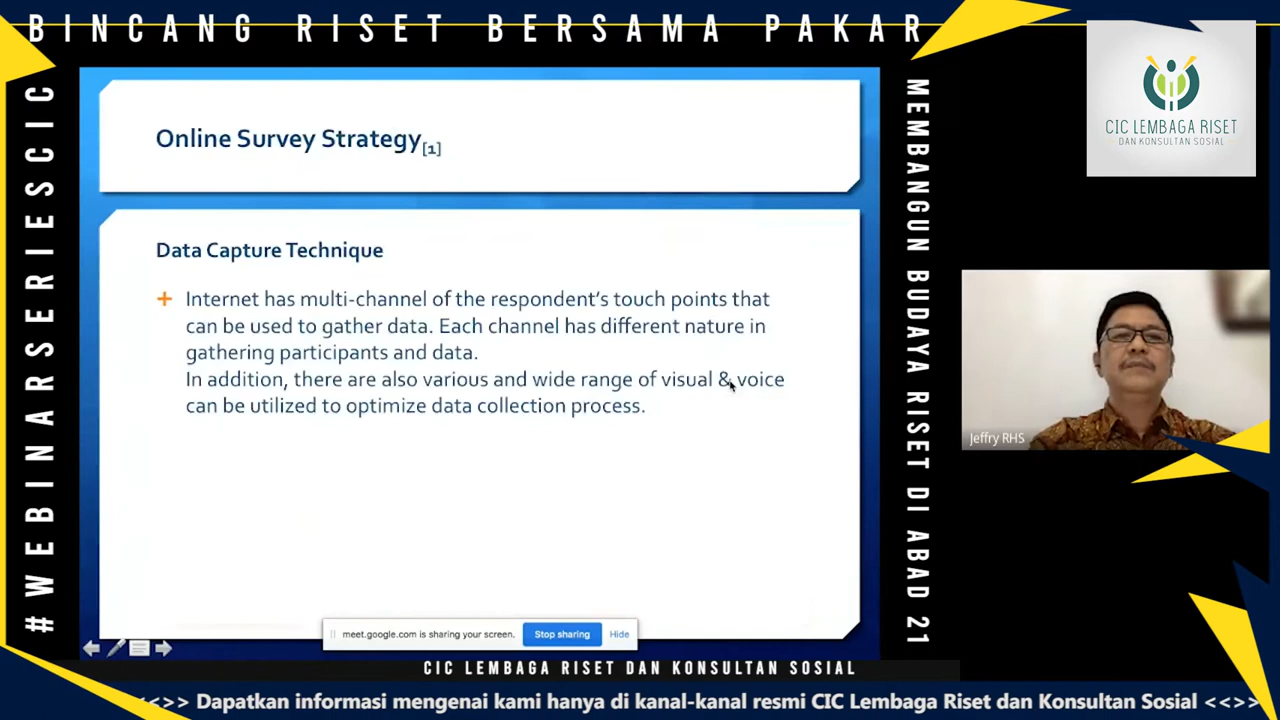 BINCANG RISET BERSAMA PAKAR
#WEBINARSERIESCIC
Online Survey Strategy[1]
Data Capture Technique
+ Internet has multi-channel of the respondent's touch points that
can be used to gather data. Each channel has different nature in
gathering participants and data.
In addition, there are also various and wide range of visual & voice
can be utilized to optimize data collection process.
meet.google.com is sharing your screen.
Stop sharing
Hide
MEMBANGUN BUDAYA RISET DI ABAD 21
CIC LEMBAGA RISET
DAN KONSULTAN SOSIAL
Jeffry RHS
CIC LEMBAGA RISET DAN KONSULTAN SOSIAL
<<>> Dapatkan informasi mengenai kami hanya di kanal-kanal resmi CIC Lembaga Riset dan Konsultan Sosial <<>>